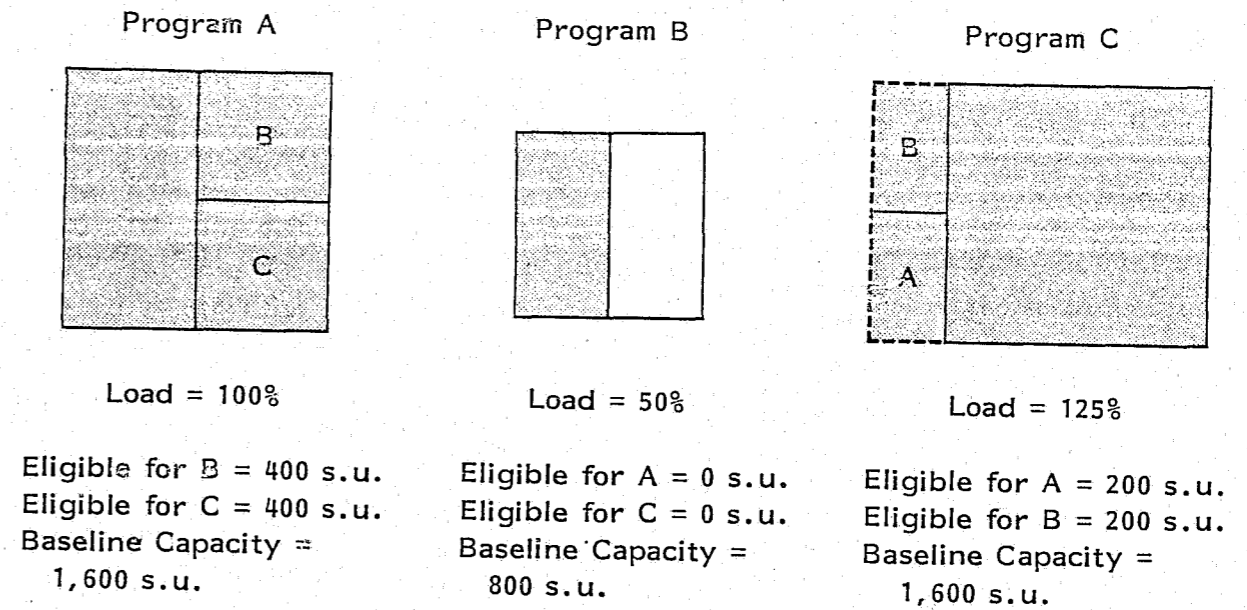 Program A
B
C
Load = 100%
Eligible for B = 400 s.u.
Eligible for C = 400 s.u.
Baseline Capacity =
1,600 s.u.
Program B
Load = 50%
Eligible for A = 0 s.u.
Eligible for C = 0 s.u.
Baseline Capacity =
800 s.u.
Program C
B
A
Load = 125%
Eligible for A = 200 s.u.
Eligible for B = 200 s.u.
Baseline Capacity =
1,600 s.u.